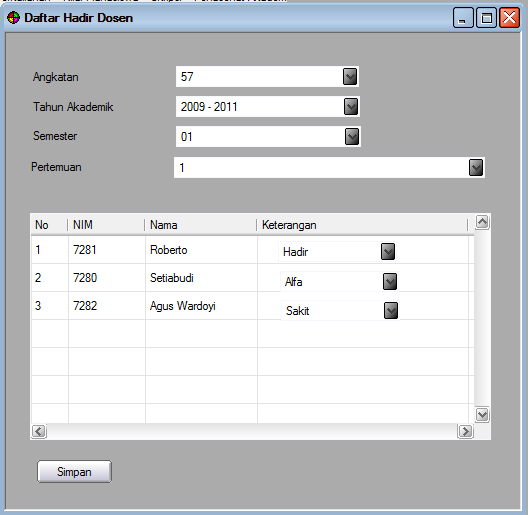 Daftar Hadir Dosen
Angkatan 57
Tahun Akademik 2009 - 2011
Semester 01
Pertemuan 1
No NIM Nama Keterangan
1 7281 Roberto Hadir
2 7280 Setiabudi Alfa
3 7282 Agus Wardoyi Sakit
Simpan